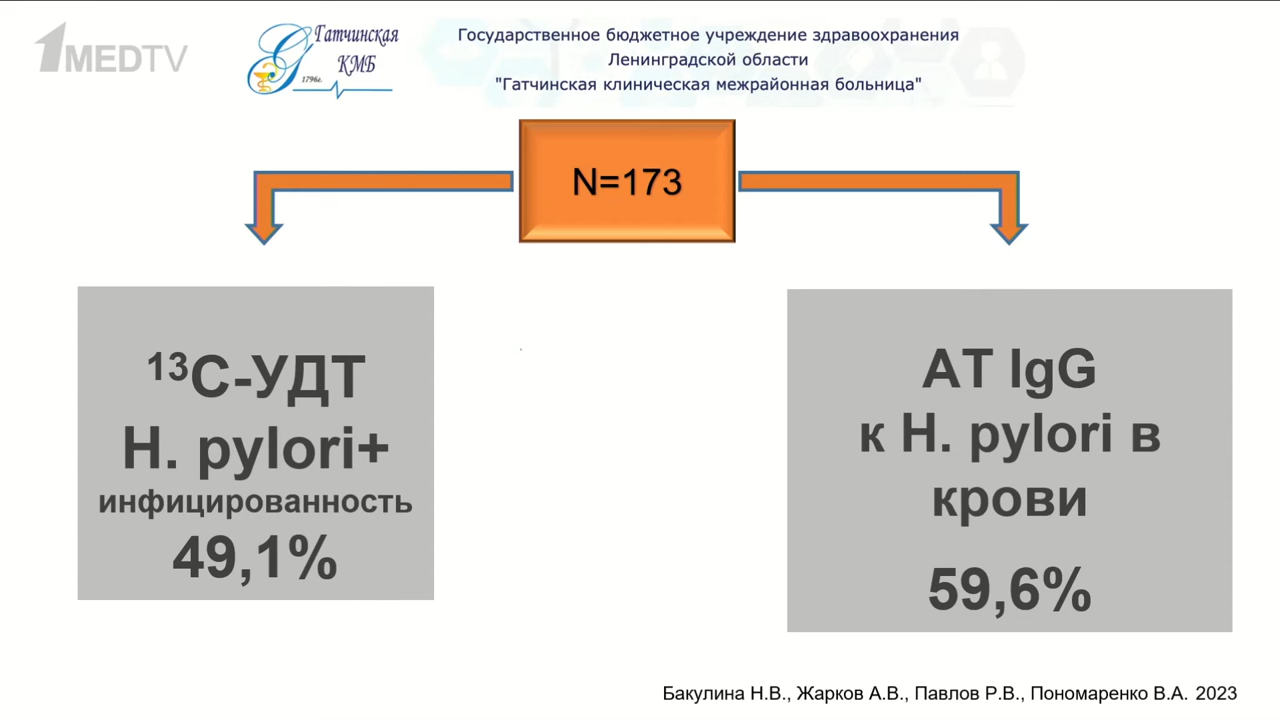 1MEDTV
Гатчинская
КМБ
1796г.
Государственное бюджетное учреждение здравоохранения
Ленинградской области
"Гатчинская клиническая межрайонная больница"
N=173
¹³С-УДТ
H. pylori+
инфицированность
49,1%
АТ IgG
к H. pylori в
крови
59,6%
Бакулина Н.В., Жарков А.В., Павлов Р.В., Пономаренко В.А. 2023